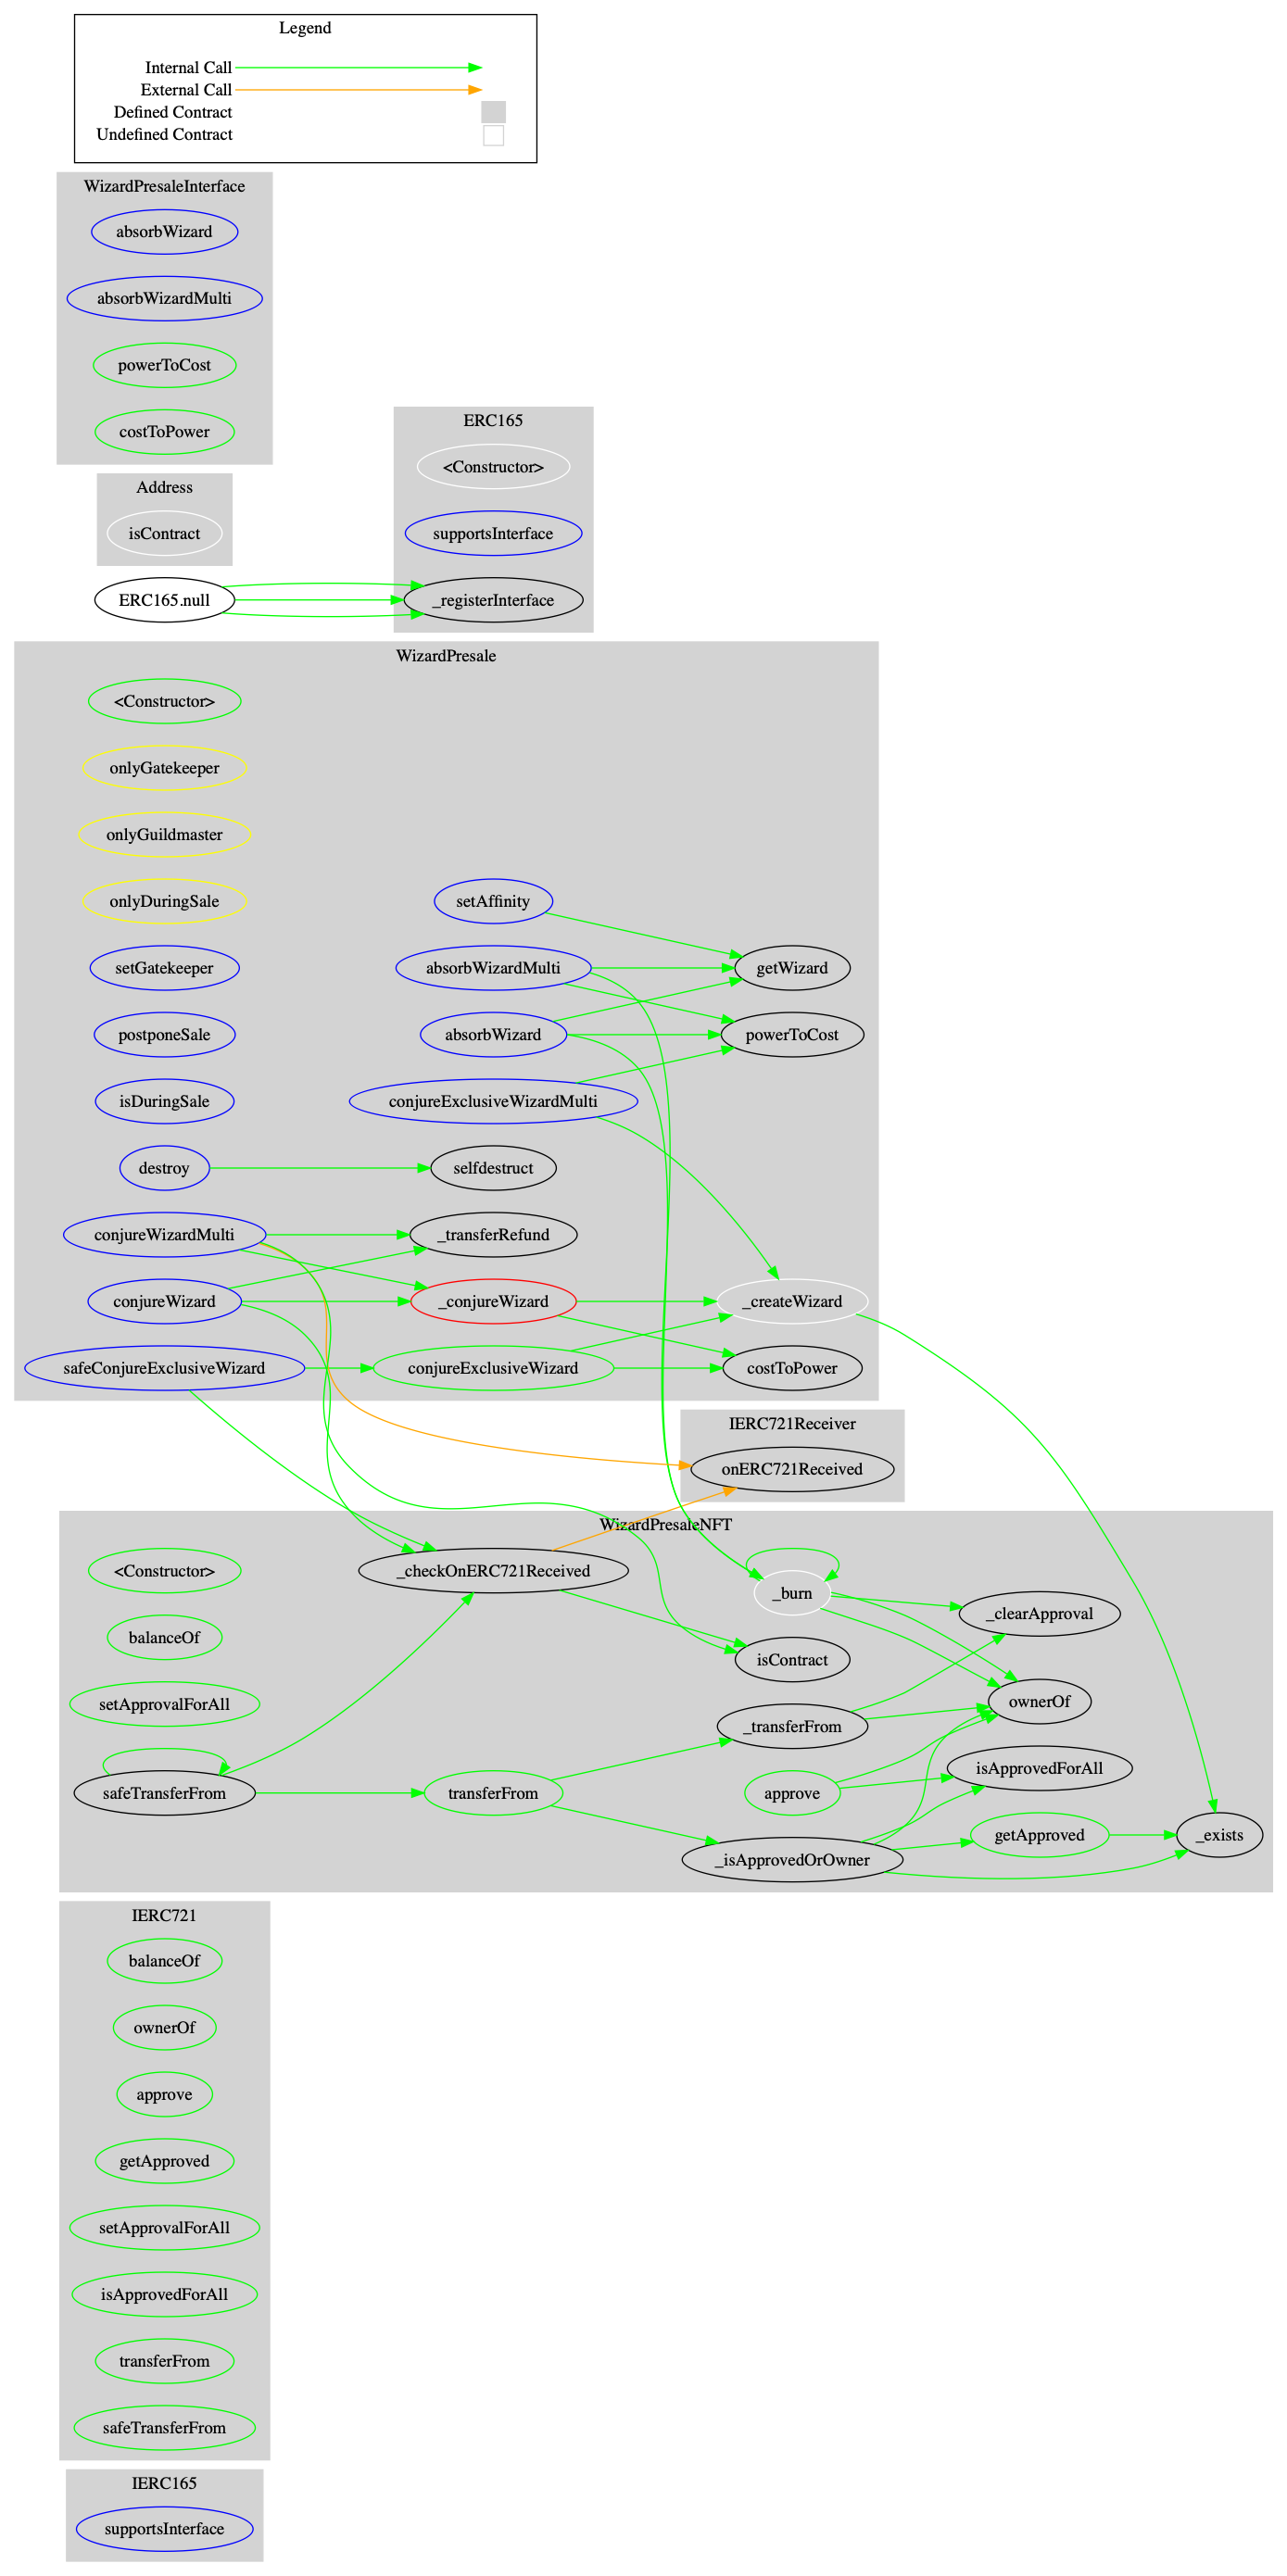 Legend
Internal Call
External Call
Defined Contract
Undefined Contract
WizardPresaleInterface
absorbWizard
absorbWizardMulti
powerToCost
costToPower
ERC165
<Constructor>
supportsInterface
_registerInterface
Address
isContract
ERC165.null
WizardPresale
<Constructor>
onlyGatekeeper
onlyGuildmaster
onlyDuringSale
setGatekeeper
postponeSale
isDuringSale
destroy
conjureWizardMulti
conjureWizard
safeConjureExclusiveWizard
setAffinity
absorbWizardMulti
absorbWizard
conjureExclusiveWizardMulti
selfdestruct
_transferRefund
_conjureWizard
conjureExclusiveWizard
getWizard
powerToCost
_createWizard
costToPower
IERC721Receiver
onERC721Received
WizardPresaleNFT
<Constructor>
balanceOf
setApprovalForAll
safeTransferFrom
_checkOnERC721Received
transferFrom
_burn
isContract
_transferFrom
approve
_isApprovedOrOwner
_clearApproval
ownerOf
isApprovedForAll
getApproved
_exists
IERC721
balanceOf
ownerOf
approve
getApproved
setApprovalForAll
isApprovedForAll
transferFrom
safeTransferFrom
IERC165
supportsInterface